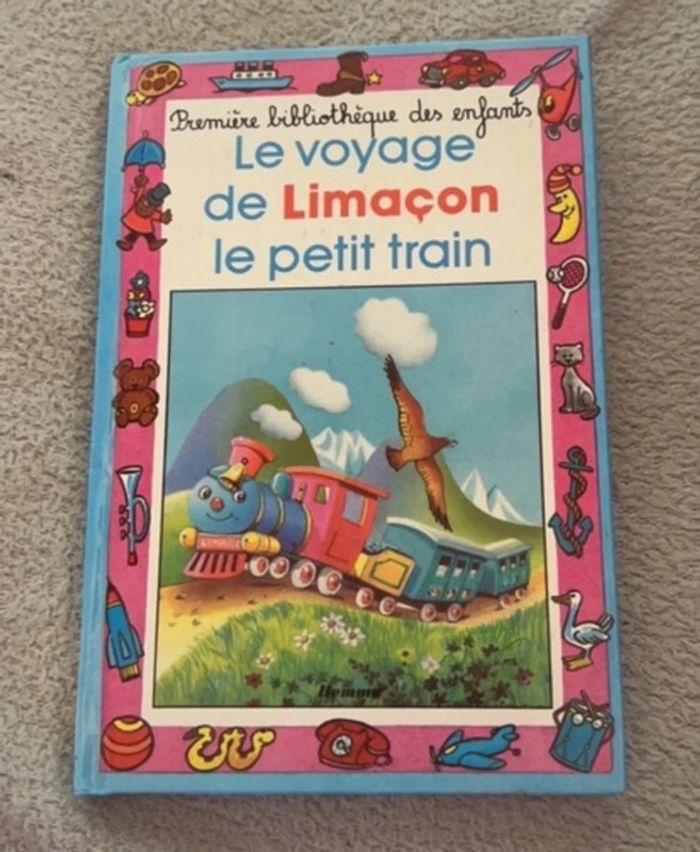 Première bibliothèque des enfants
Le voyage
de Limaçon
le petit train
Hemma